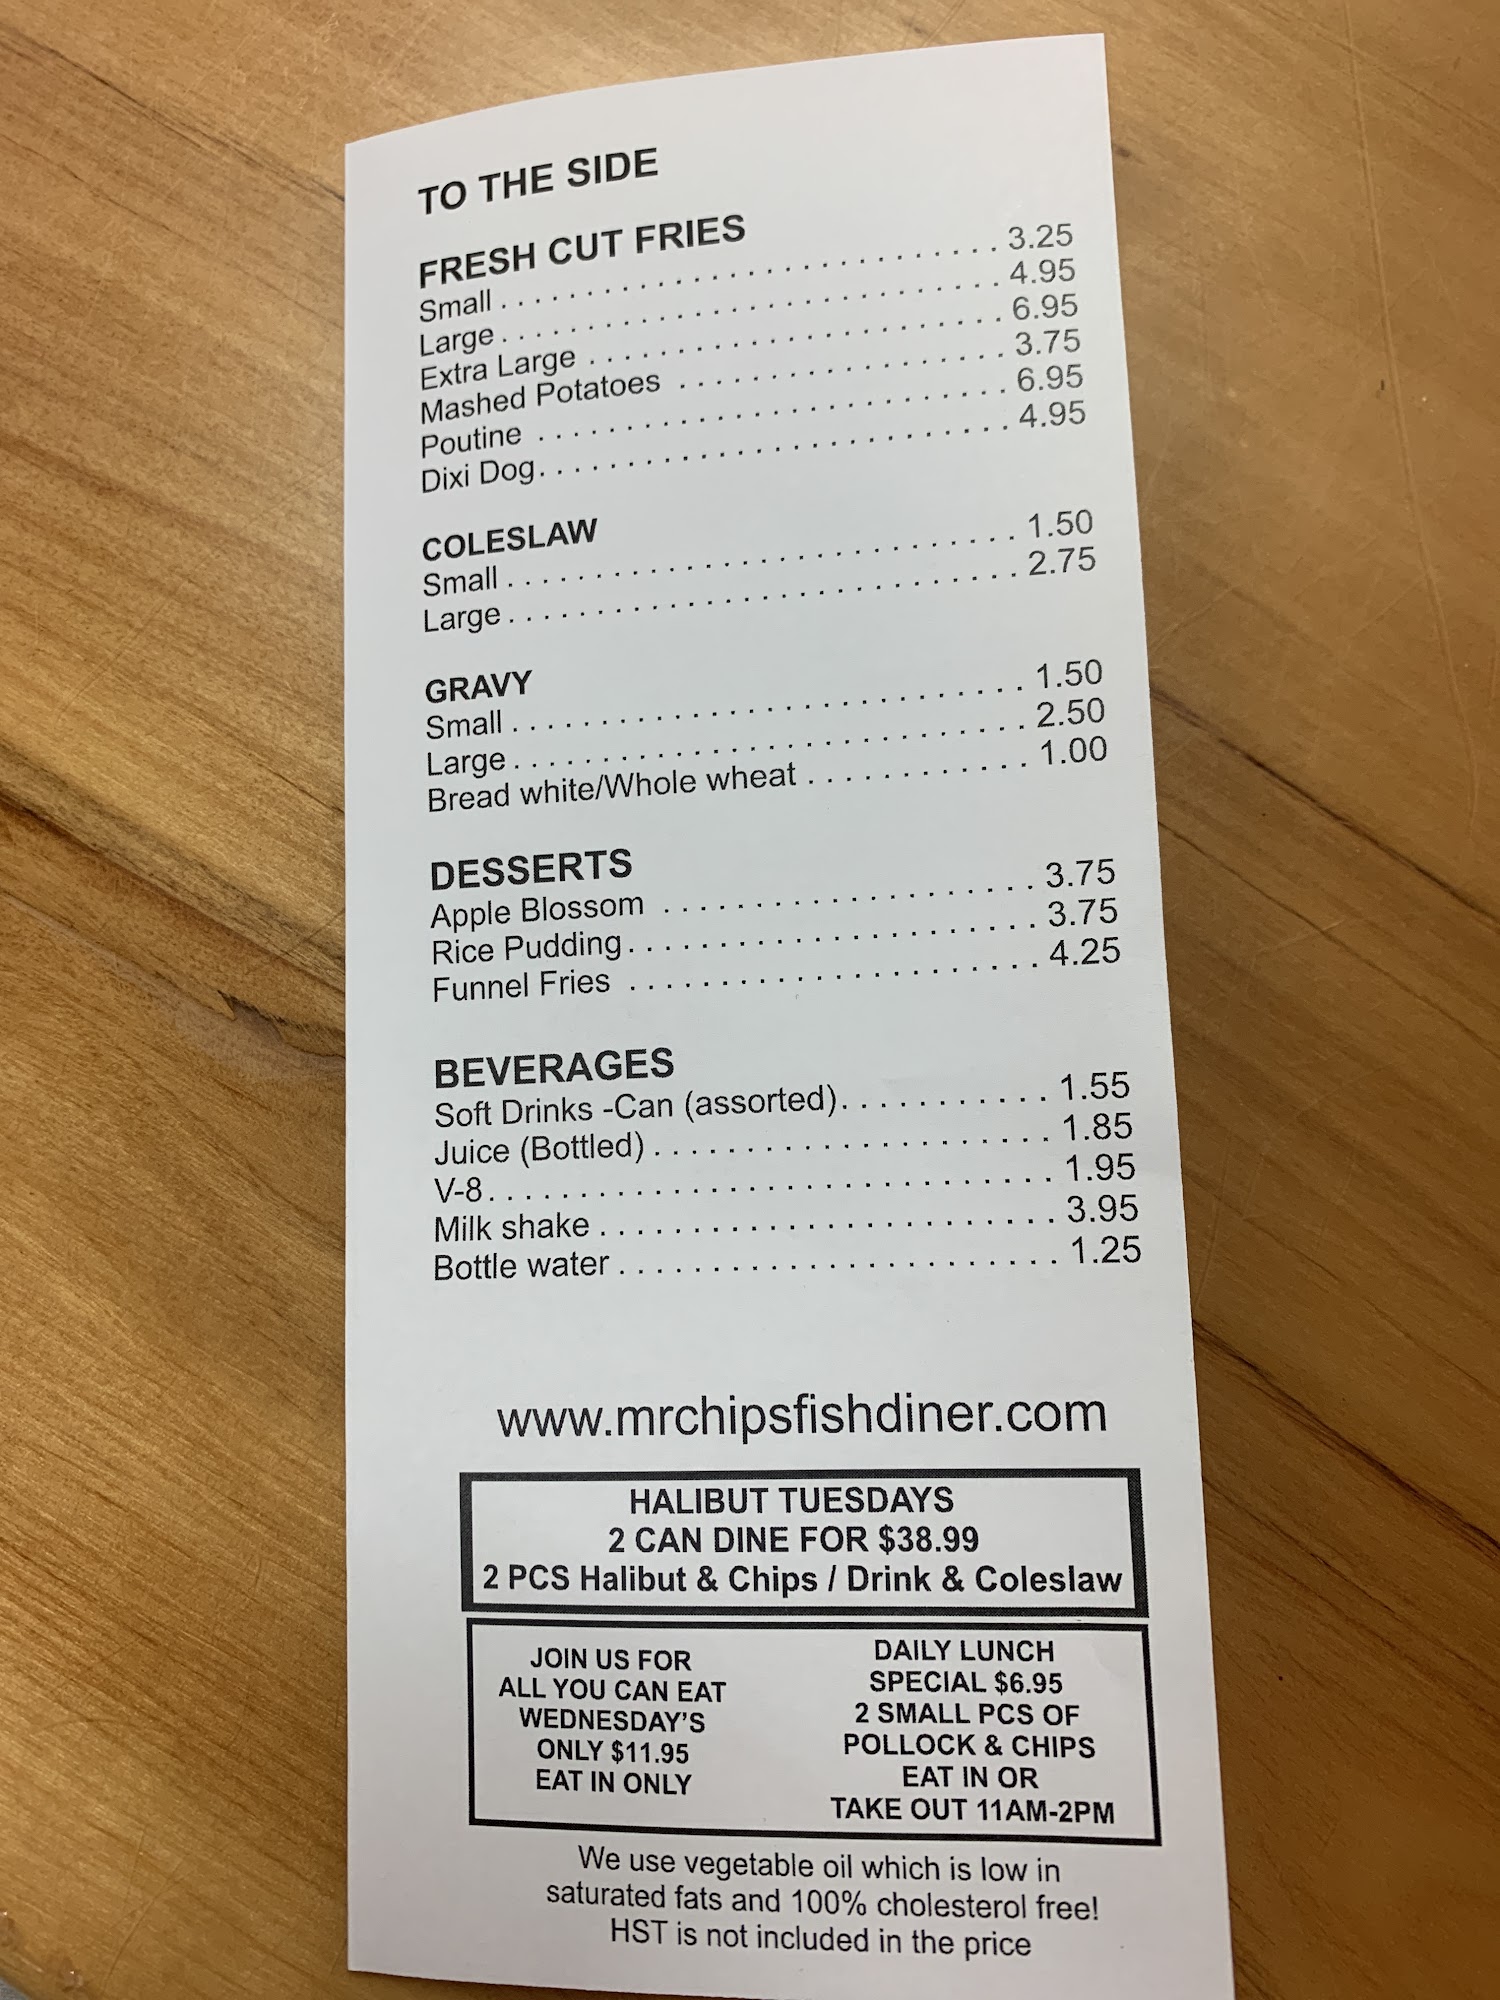 TO THE SIDE
FRESH CUT FRIES
Small . . . . . . . . . . . . . . . . . . . . . . . . . . . . . 3.25
Large . . . . . . . . . . . . . . . . . . . . . . . . . . . . . 4.95
Extra Large . . . . . . . . . . . . . . . . . . . . . . . . 6.95
Mashed Potatoes . . . . . . . . . . . . . . . . . . . 3.75
Poutine . . . . . . . . . . . . . . . . . . . . . . . . . . . 6.95
Dixi Dog. . . . . . . . . . . . . . . . . . . . . . . . . . . 4.95
COLESLAW
Small . . . . . . . . . . . . . . . . . . . . . . . . . . . . . 1.50
Large . . . . . . . . . . . . . . . . . . . . . . . . . . . . . 2.75
GRAVY
Small . . . . . . . . . . . . . . . . . . . . . . . . . . . . . 1.50
Large . . . . . . . . . . . . . . . . . . . . . . . . . . . . . 2.50
Bread white/Whole wheat . . . . . . . . . . . . 1.00
DESSERTS
Apple Blossom . . . . . . . . . . . . . . . . . . . . . 3.75
Rice Pudding. . . . . . . . . . . . . . . . . . . . . . . 3.75
Funnel Fries . . . . . . . . . . . . . . . . . . . . . . . 4.25
BEVERAGES
Soft Drinks -Can (assorted). . . . . . . . . . . 1.55
Juice (Bottled) . . . . . . . . . . . . . . . . . . . . . . 1.85
V-8. . . . . . . . . . . . . . . . . . . . . . . . . . . . . . . 1.95
Milk shake . . . . . . . . . . . . . . . . . . . . . . . . . 3.95
Bottle water . . . . . . . . . . . . . . . . . . . . . . . . 1.25
www.mrchipsfishdiner.com
HALIBUT TUESDAYS
2 CAN DINE FOR $38.99
2 PCS Halibut & Chips / Drink & Coleslaw
JOIN US FOR
ALL YOU CAN EAT
WEDNESDAY'S
ONLY $11.95
EAT IN ONLY
DAILY LUNCH
SPECIAL $6.95
2 SMALL PCS OF
POLLOCK & CHIPS
EAT IN OR
TAKE OUT 11AM-2PM
We use vegetable oil which is low in
saturated fats and 100% cholesterol free!
HST is not included in the price